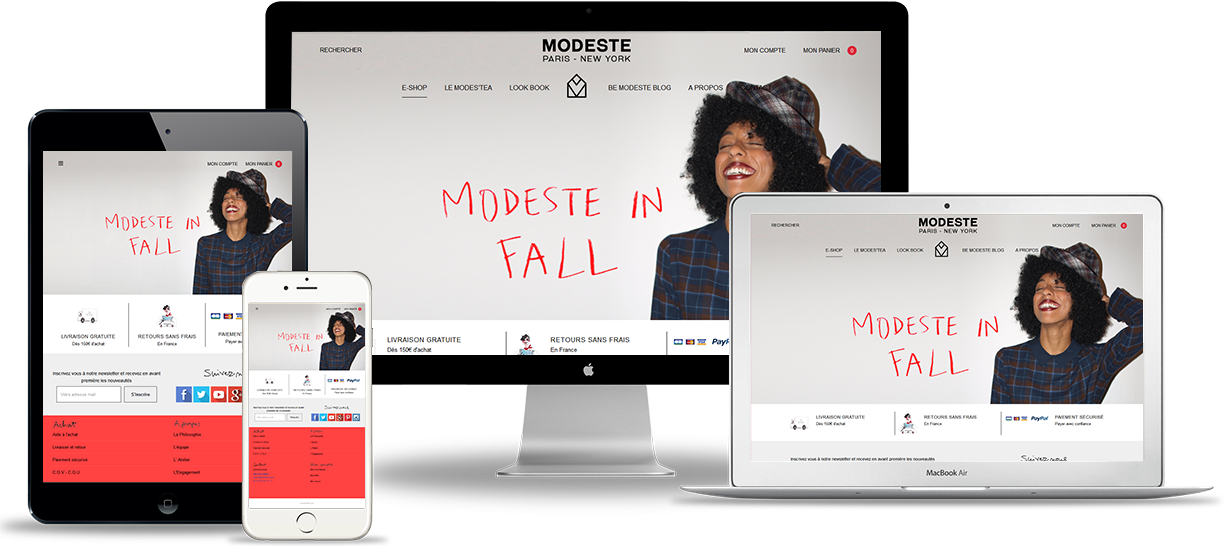 RECHERCHER
MODESTE
PARIS - NEW YORK
MON COMPTE
MON PANIER 0
E-SHOP
LE MODES'TEA
LOOK BOOK
BE MODESTE BLOG
A PROPOS
CONTACT
MODESTE IN
FALL
LIVRAISON GRATUITE
Dès 150€ d'achat
RETOURS SANS FRAIS
En France
MON COMPTE
MON PANIER 0
MODESTE IN
FALL
LIVRAISON GRATUITE
Dès 150€ d'achat
RETOURS SANS FRAIS
En France
PAIEMENT
Payer avec
Inscrivez vous à notre newsletter et recevez en avant
première les nouveautés
Suivez-nous
Votre adresse mail
S'inscrire
Achat
A propos
Aide à l'achat
La Philosophie
Livraison et retour
L'équipe
Paiement sécurisé
L'Atelier
C.G.V - C.G.U
L'Engagement
MODESTE IN
FALL
PayPal
RECHERCHER
MODESTE
PARIS - NEW YORK
MON COMPTE
MON PANIER 0
E-SHOP
LE MODES'TEA
LOOK BOOK
BE MODESTE BLOG
A PROPOS
MODESTE IN
FALL
LIVRAISON GRATUITE
Dès 150€ d'achat
RETOURS SANS FRAIS
En France
PayPal
PAIEMENT SÉCURISÉ
Payer avec confiance
Inscrivez vous à notre newsletter et recevez en avant première les nouveautés
Suivez-nous
MacBook Air